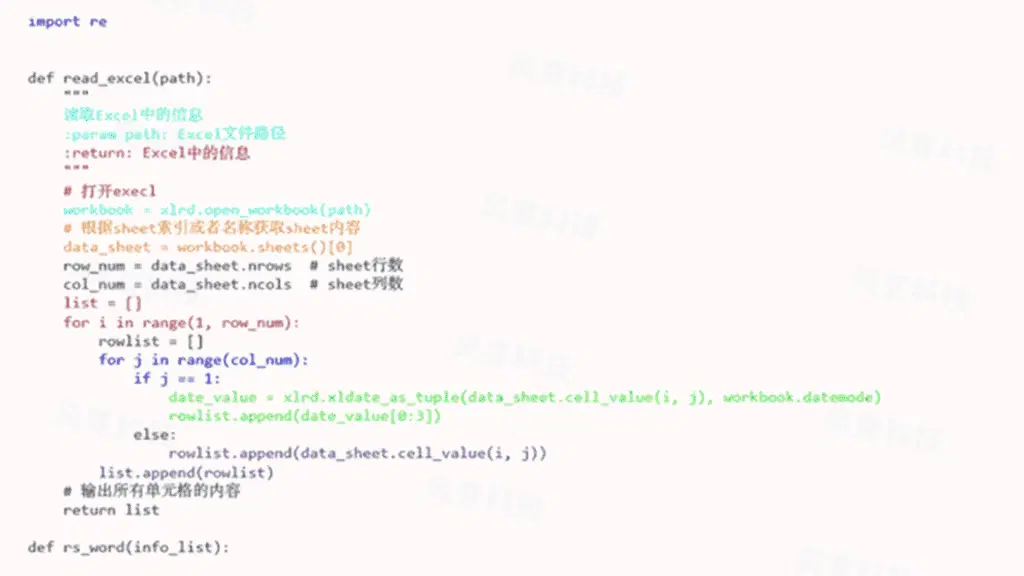 import re
def read_excel(path):
    """
    读取Excel中的信息
    :param path: Excel文件路径
    :return: Excel中的信息
    """
    # 打开execl
    workbook = xlrd.open_workbook(path)
    # 根据sheet索引或者名称获取sheet内容
    data_sheet = workbook.sheets()[0]
    row_num = data_sheet.nrows  # sheet行数
    col_num = data_sheet.ncols  # sheet列数
    list = []
    for i in range(1, row_num):
        rowlist = []
        for j in range(col_num):
            if j == 1:
                date_value = xlrd.xldate_as_tuple(data_sheet.cell_value(i, j), workbook.datemode)
                rowlist.append(date_value[0:3])
            else:
                rowlist.append(data_sheet.cell_value(i, j))
        list.append(rowlist)
    # 输出所有单元格的内容
    return list
def rs_word(info_list):